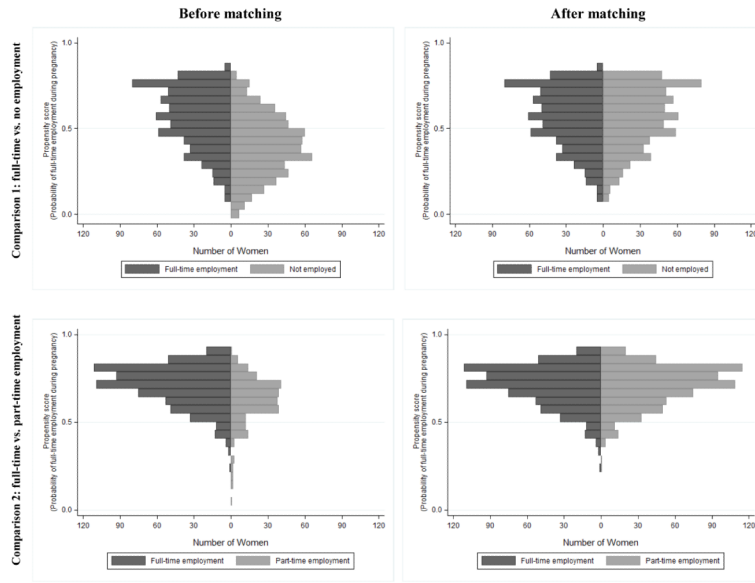 Before matching
After matching
Comparison 1: full-time vs. no employment
Propensity score
(Probability of full-time employment during pregnancy)
1.0
0.5
0.0
120 90 60 30 0 30 60 90 120
Number of Women
Full-time employment Not employed
Propensity score
(Probability of full-time employment during pregnancy)
1.0
0.5
0.0
120 90 60 30 0 30 60 90 120
Number of Women
Full-time employment Not employed
Comparison 2: full-time vs. part-time employment
Propensity score
(Probability of full-time employment during pregnancy)
1.0
0.5
0.0
120 90 60 30 0 30 60 90 120
Number of Women
Full-time employment Part-time employment
Propensity score
(Probability of full-time employment during pregnancy)
1.0
0.5
0.0
120 90 60 30 0 30 60 90 120
Number of Women
Full-time employment Part-time employment